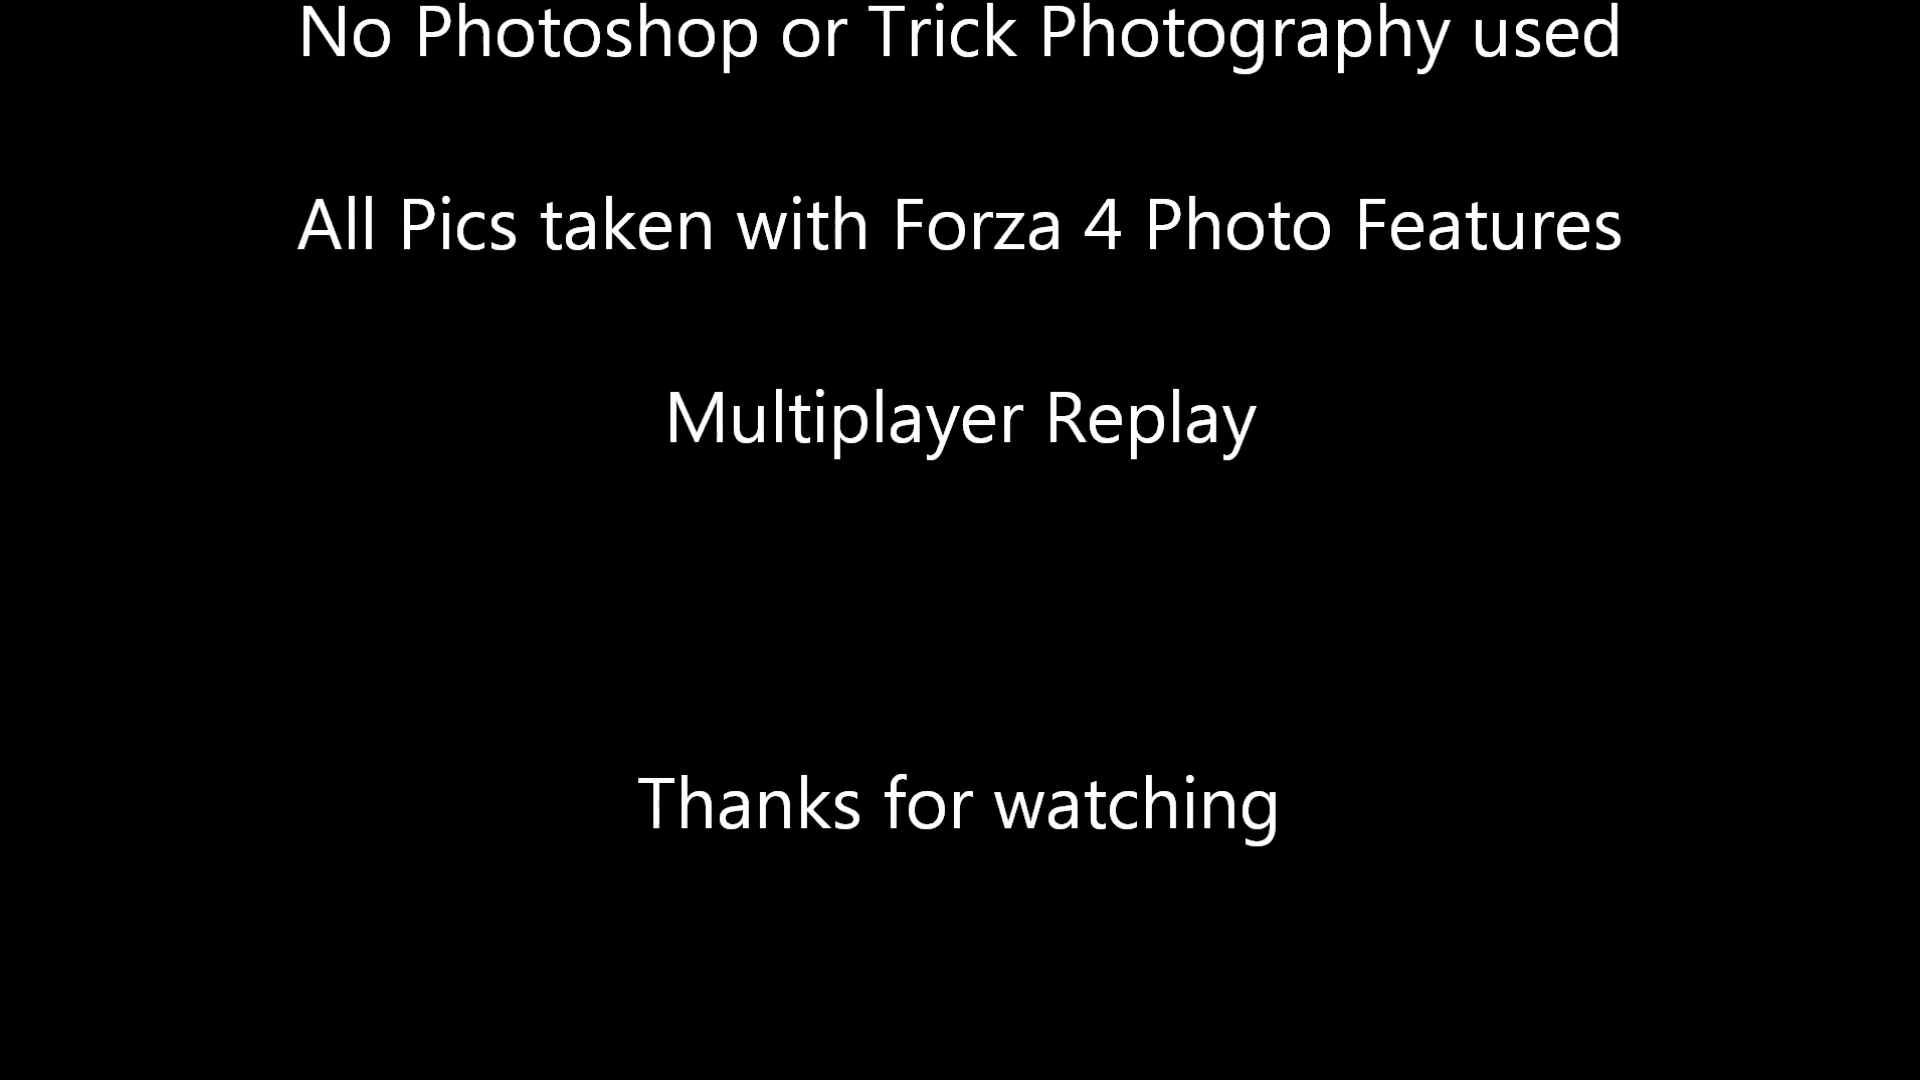 No Photoshop or Trick Photography used
All Pics taken with Forza 4 Photo Features
Multiplayer Replay
Thanks for watching